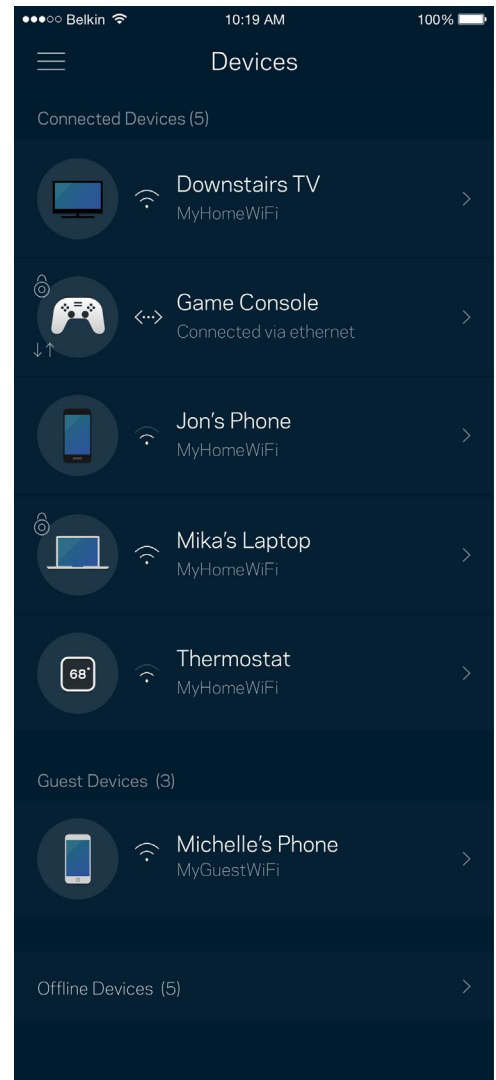 Belkin 10:19 AM 100%
Devices
Connected Devices (5)
Downstairs TV
MyHomeWiFi
Game Console
Connected via ethernet
Jon's Phone
MyHomeWiFi
Mika's Laptop
MyHomeWiFi
68°
Thermostat
MyHomeWiFi
Guest Devices (3)
Michelle's Phone
MyGuestWiFi
Offline Devices (5)